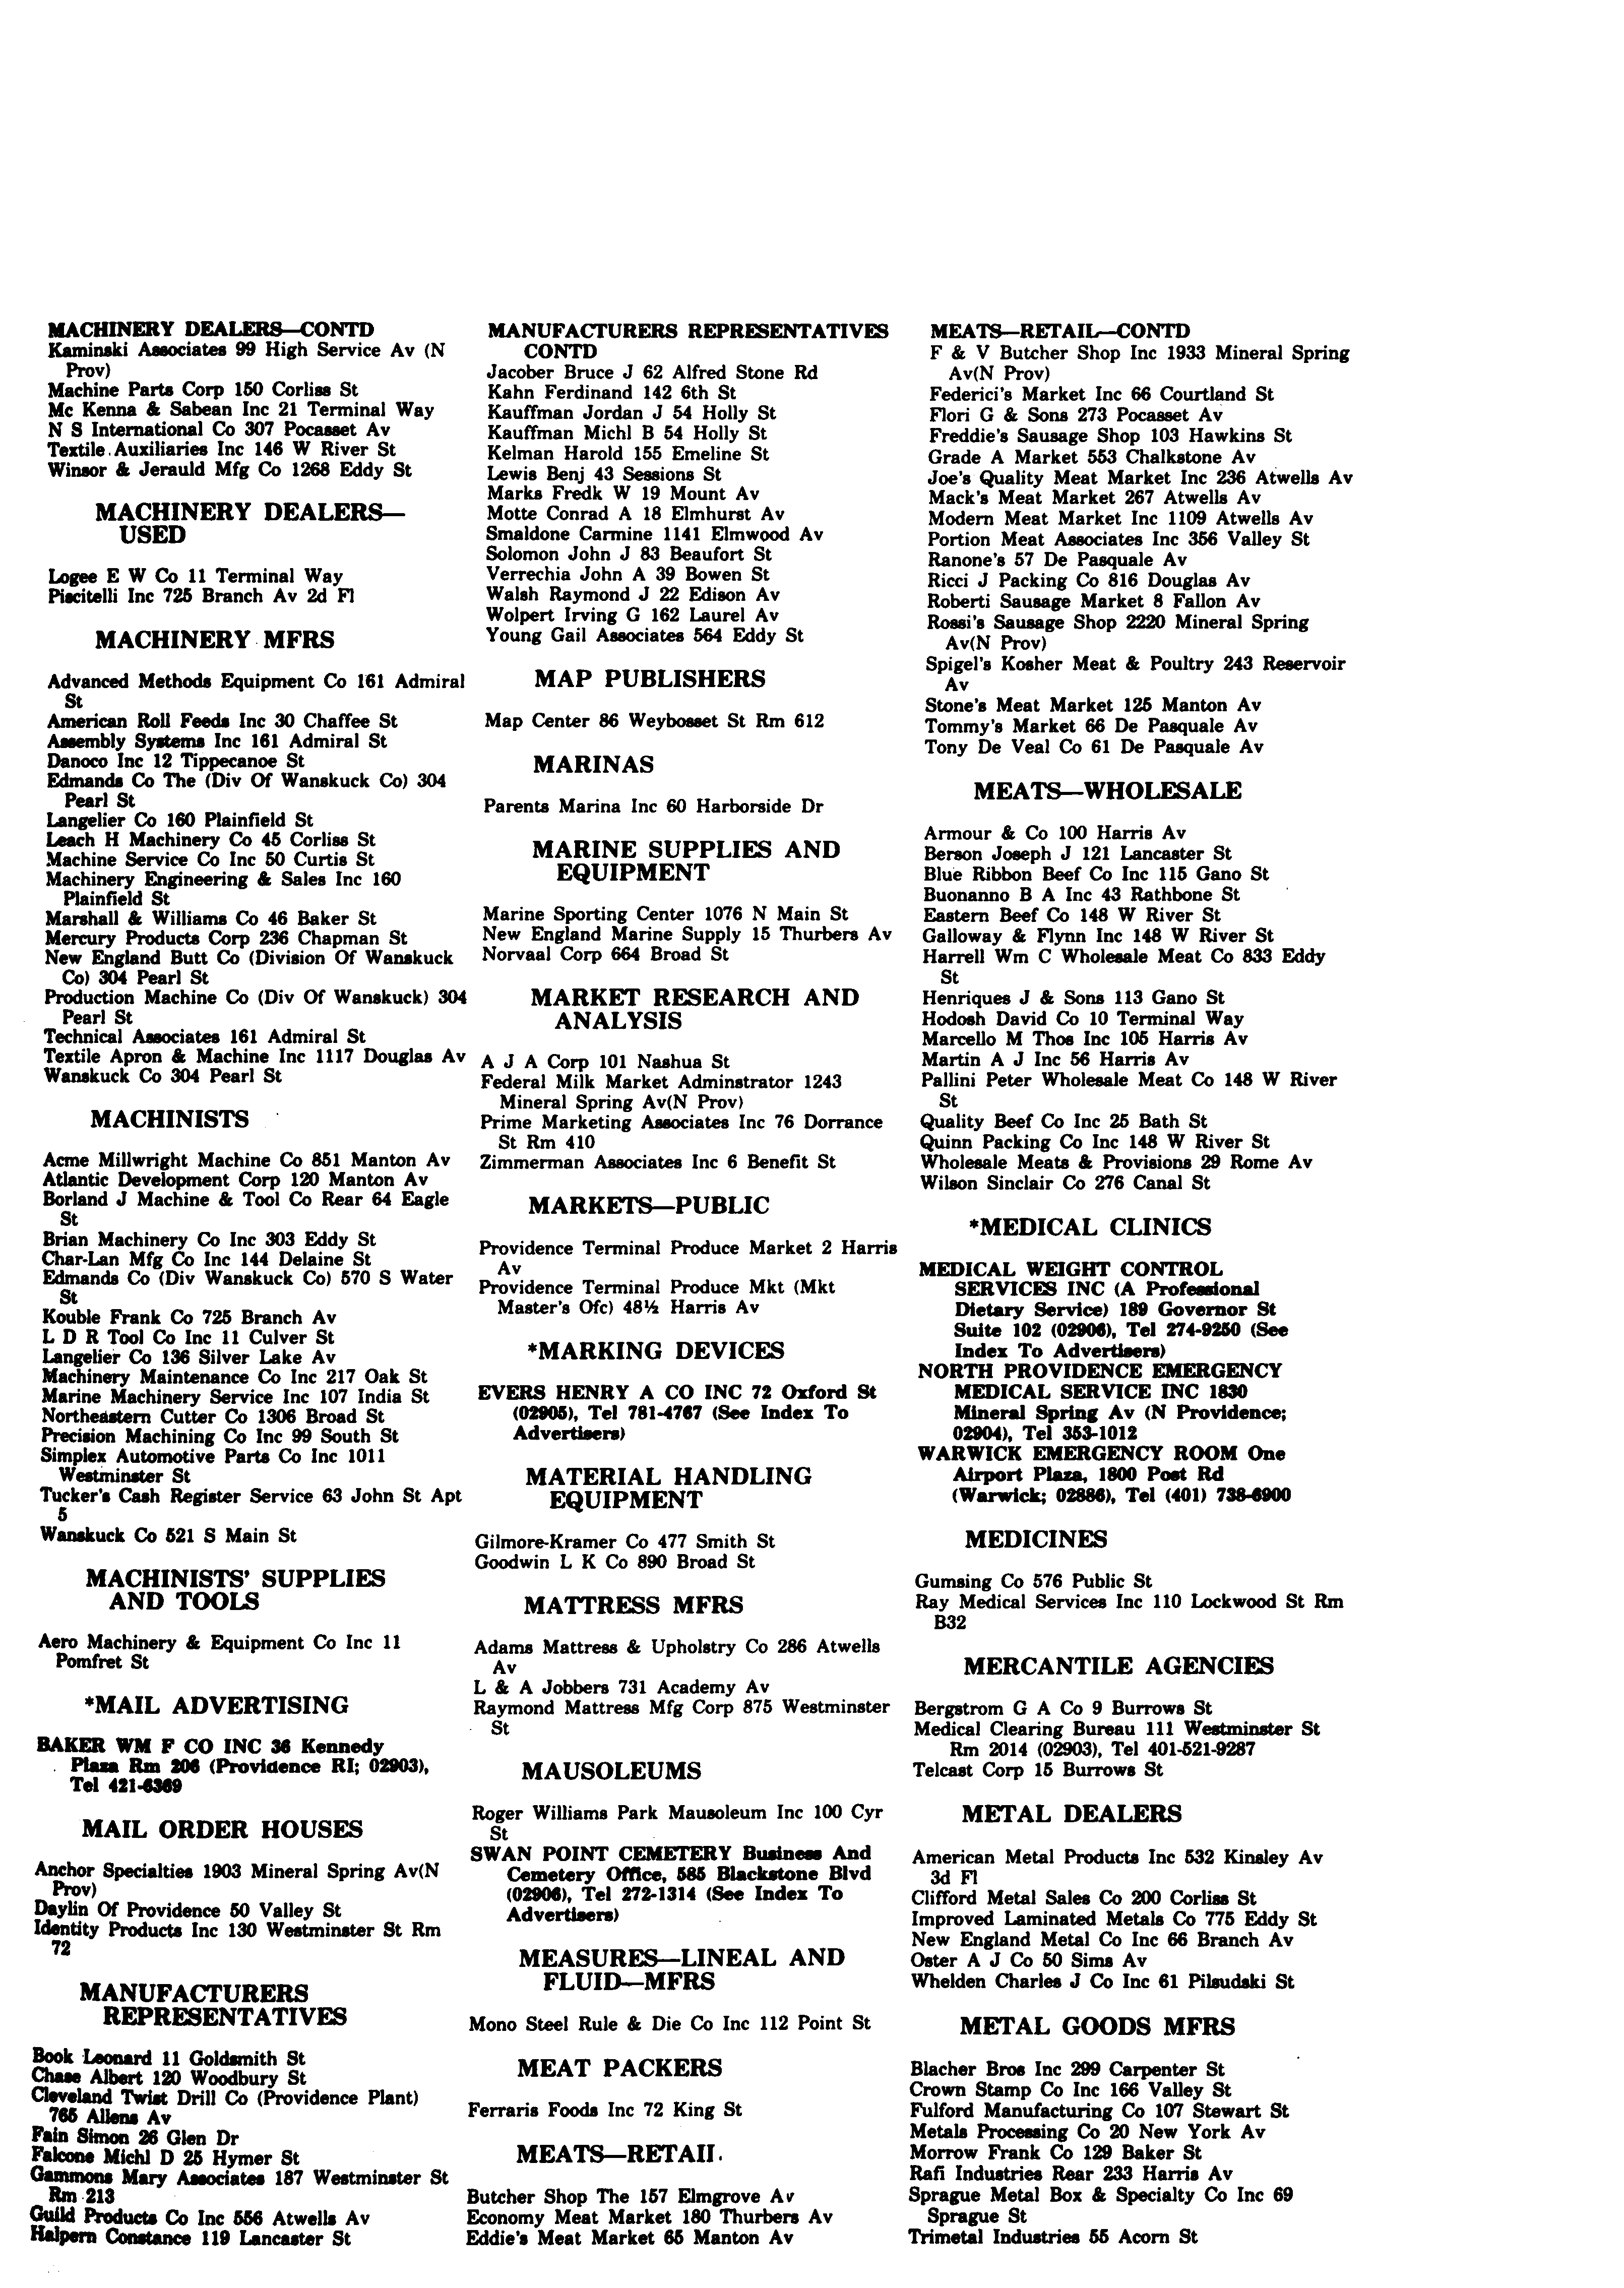 MACHINERY DEALERS—CONTD
Kaminski Associates 99 High Service Av (N
Prov)
Machine Parts Corp 150 Corliss St
Mc Kenna & Sabean Inc 21 Terminal Way
N S International Co 307 Pocasset Av
Textile Auxiliaries Inc 146 W River St
Winsor & Jerauld Mfg Co 1268 Eddy St
MACHINERY DEALERS—
USED
Logee E W Co 11 Terminal Way
Piscitelli Inc 725 Branch Av 2d Fl
MACHINERY MFRS
Advanced Methods Equipment Co 161 Admiral
St
American Roll Feeds Inc 30 Chaffee St
Assembly Systems Inc 161 Admiral St
Danoco Inc 12 Tippecanoe St
Edmands Co The (Div Of Wanskuck Co) 304
Pearl St
Langelier Co 160 Plainfield St
Leach H Machinery Co 45 Corliss St
Machine Service Co Inc 50 Curtis St
Machinery Engineering & Sales Inc 160
Plainfield St
Marshall & Williams Co 46 Baker St
Mercury Products Corp 236 Chapman St
New England Butt Co (Division Of Wanskuck
Co) 304 Pearl St
Production Machine Co (Div Of Wanskuck) 304
Pearl St
Technical Associates 161 Admiral St
Textile Apron & Machine Inc 1117 Douglas Av
Wanskuck Co 304 Pearl St
MACHINISTS
Acme Millwright Machine Co 851 Manton Av
Atlantic Development Corp 120 Manton Av
Borland J Machine & Tool Co Rear 64 Eagle
St
Brian Machinery Co Inc 303 Eddy St
Char-Lan Mfg Co Inc 144 Delaine St
Edmands Co (Div Wanskuck Co) 570 S Water
St
Kouble Frank Co 725 Branch Av
L D R Tool Co Inc 11 Culver St
Langelier Co 136 Silver Lake Av
Machinery Maintenance Co Inc 217 Oak St
Marine Machinery Service Inc 107 India St
Northeastern Cutter Co 1306 Broad St
Precision Machining Co Inc 99 South St
Simplex Automotive Parts Co Inc 1011
Westminster St
Tucker's Cash Register Service 63 John St Apt
5
Wanskuck Co 521 S Main St
MACHINISTS' SUPPLIES
AND TOOLS
Aero Machinery & Equipment Co Inc 11
Pomfret St
*MAIL ADVERTISING
BAKER WM F CO INC 36 Kennedy
Plaza Rm 206 (Providence RI; 02903),
Tel 421-6369
MAIL ORDER HOUSES
Anchor Specialties 1903 Mineral Spring Av(N
Prov)
Daylin Of Providence 50 Valley St
Identity Products Inc 130 Westminster St Rm
72
MANUFACTURERS
REPRESENTATIVES
Book Leonard 11 Goldsmith St
Chase Albert 120 Woodbury St
Cleveland Twist Drill Co (Providence Plant)
765 Allens Av
Fain Simon 26 Glen Dr
Falcone Michl D 25 Hymer St
Gammons Mary Associates 187 Westminster St
Rm 213
Guild Products Co Inc 556 Atwells Av
Halpern Constance 119 Lancaster St
MANUFACTURERS REPRESENTATIVES
CONTD
Jacober Bruce J 62 Alfred Stone Rd
Kahn Ferdinand 142 6th St
Kauffman Jordan J 54 Holly St
Kauffman Michl B 54 Holly St
Kelman Harold 155 Emeline St
Lewis Benj 43 Sessions St
Marks Fredk W 19 Mount Av
Motte Conrad A 18 Elmhurst Av
Smaldone Carmine 1141 Elmwood Av
Solomon John J 83 Beaufort St
Verrechia John A 39 Bowen St
Walsh Raymond J 22 Edison Av
Wolpert Irving G 162 Laurel Av
Young Gail Associates 564 Eddy St
MAP PUBLISHERS
Map Center 86 Weybosset St Rm 612
MARINAS
Parents Marina Inc 60 Harborside Dr
MARINE SUPPLIES AND
EQUIPMENT
Marine Sporting Center 1076 N Main St
New England Marine Supply 15 Thurbers Av
Norvaal Corp 664 Broad St
MARKET RESEARCH AND
ANALYSIS
A J A Corp 101 Nashua St
Federal Milk Market Adminstrator 1243
Mineral Spring Av(N Prov)
Prime Marketing Associates Inc 76 Dorrance
St Rm 410
Zimmerman Associates Inc 6 Benefit St
MARKETS—PUBLIC
Providence Terminal Produce Market 2 Harris
Av
Providence Terminal Produce Mkt (Mkt
Master's Ofc) 48½ Harris Av
*MARKING DEVICES
EVERS HENRY A CO INC 72 Oxford St
(02905), Tel 781-4767 (See Index To
Advertisers)
MATERIAL HANDLING
EQUIPMENT
Gilmore-Kramer Co 477 Smith St
Goodwin L K Co 890 Broad St
MATTRESS MFRS
Adams Mattress & Upholstry Co 286 Atwells
Av
L & A Jobbers 731 Academy Av
Raymond Mattress Mfg Corp 875 Westminster
St
MAUSOLEUMS
Roger Williams Park Mausoleum Inc 100 Cyr
St
SWAN POINT CEMETERY Business And
Cemetery Office, 585 Blackstone Blvd
(02906), Tel 272-1314 (See Index To
Advertisers)
MEASURES—LINEAL AND
FLUID—MFRS
Mono Steel Rule & Die Co Inc 112 Point St
MEAT PACKERS
Ferraris Foods Inc 72 King St
MEATS—RETAIL
Butcher Shop The 157 Elmgrove Av
Economy Meat Market 180 Thurbers Av
Eddie's Meat Market 65 Manton Av
MEATS—RETAIL—CONTD
F & V Butcher Shop Inc 1933 Mineral Spring
Av(N Prov)
Federici's Market Inc 66 Courtland St
Flori G & Sons 273 Pocasset Av
Freddie's Sausage Shop 103 Hawkins St
Grade A Market 553 Chalkstone Av
Joe's Quality Meat Market Inc 236 Atwells Av
Mack's Meat Market 267 Atwells Av
Modern Meat Market Inc 1109 Atwells Av
Portion Meat Associates Inc 356 Valley St
Ranone's 57 De Pasquale Av
Ricci J Packing Co 816 Douglas Av
Roberti Sausage Market 8 Fallon Av
Rossi's Sausage Shop 2220 Mineral Spring
Av(N Prov)
Spigel's Kosher Meat & Poultry 243 Reservoir
Av
Stone's Meat Market 125 Manton Av
Tommy's Market 66 De Pasquale Av
Tony De Veal Co 61 De Pasquale Av
MEATS—WHOLESALE
Armour & Co 100 Harris Av
Berson Joseph J 121 Lancaster St
Blue Ribbon Beef Co Inc 115 Gano St
Buonanno B A Inc 43 Rathbone St
Eastern Beef Co 148 W River St
Galloway & Flynn Inc 148 W River St
Harrell Wm C Wholesale Meat Co 833 Eddy
St
Henriques J & Sons 113 Gano St
Hodosh David Co 10 Terminal Way
Marcello M Thos Inc 105 Harris Av
Martin A J Inc 56 Harris Av
Pallini Peter Wholesale Meat Co 148 W River
St
Quality Beef Co Inc 25 Bath St
Quinn Packing Co Inc 148 W River St
Wholesale Meats & Provisions 29 Rome Av
Wilson Sinclair Co 276 Canal St
*MEDICAL CLINICS
MEDICAL WEIGHT CONTROL
SERVICES INC (A Professional
Dietary Service) 189 Governor St
Suite 102 (02906), Tel 274-9250 (See
Index To Advertisers)
NORTH PROVIDENCE EMERGENCY
MEDICAL SERVICE INC 1830
Mineral Spring Av (N Providence;
02904), Tel 353-1012
WARWICK EMERGENCY ROOM One
Airport Plaza, 1800 Post Rd
(Warwick; 02886), Tel (401) 738-6900
MEDICINES
Gumsing Co 576 Public St
Ray Medical Services Inc 110 Lockwood St Rm
B32
MERCANTILE AGENCIES
Bergstrom G A Co 9 Burrows St
Medical Clearing Bureau 111 Westminster St
Rm 2014 (02903), Tel 401-521-9287
Telcast Corp 15 Burrows St
METAL DEALERS
American Metal Products Inc 532 Kinsley Av
3d Fl
Clifford Metal Sales Co 200 Corliss St
Improved Laminated Metals Co 775 Eddy St
New England Metal Co Inc 66 Branch Av
Oster A J Co 50 Sims Av
Whelden Charles J Co Inc 61 Pilsudski St
METAL GOODS MFRS
Blacher Bros Inc 299 Carpenter St
Crown Stamp Co Inc 166 Valley St
Fulford Manufacturing Co 107 Stewart St
Metals Processing Co 20 New York Av
Morrow Frank Co 129 Baker St
Rafi Industries Rear 233 Harris Av
Sprague Metal Box & Specialty Co Inc 69
Sprague St
Trimetal Industries 55 Acorn St